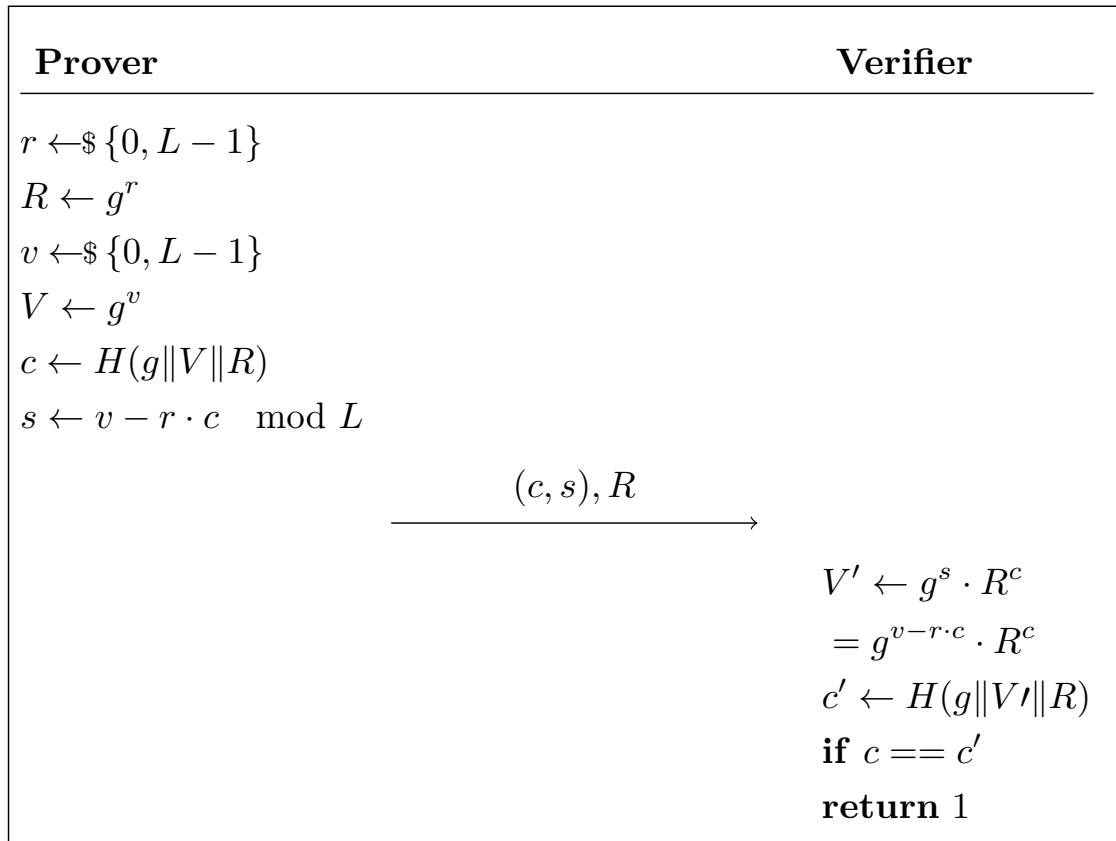 Prover Verifier
r ←$ {0, L − 1}
R ← g^r
v ←$ {0, L − 1}
V ← g^v
c ← H(g‖V‖R)
s ← v − r · c mod L
(c, s), R
V′ ← g^s · R^c
= g^{v−r·c} · R^c
c′ ← H(g‖V′‖R)
if c == c′
return 1